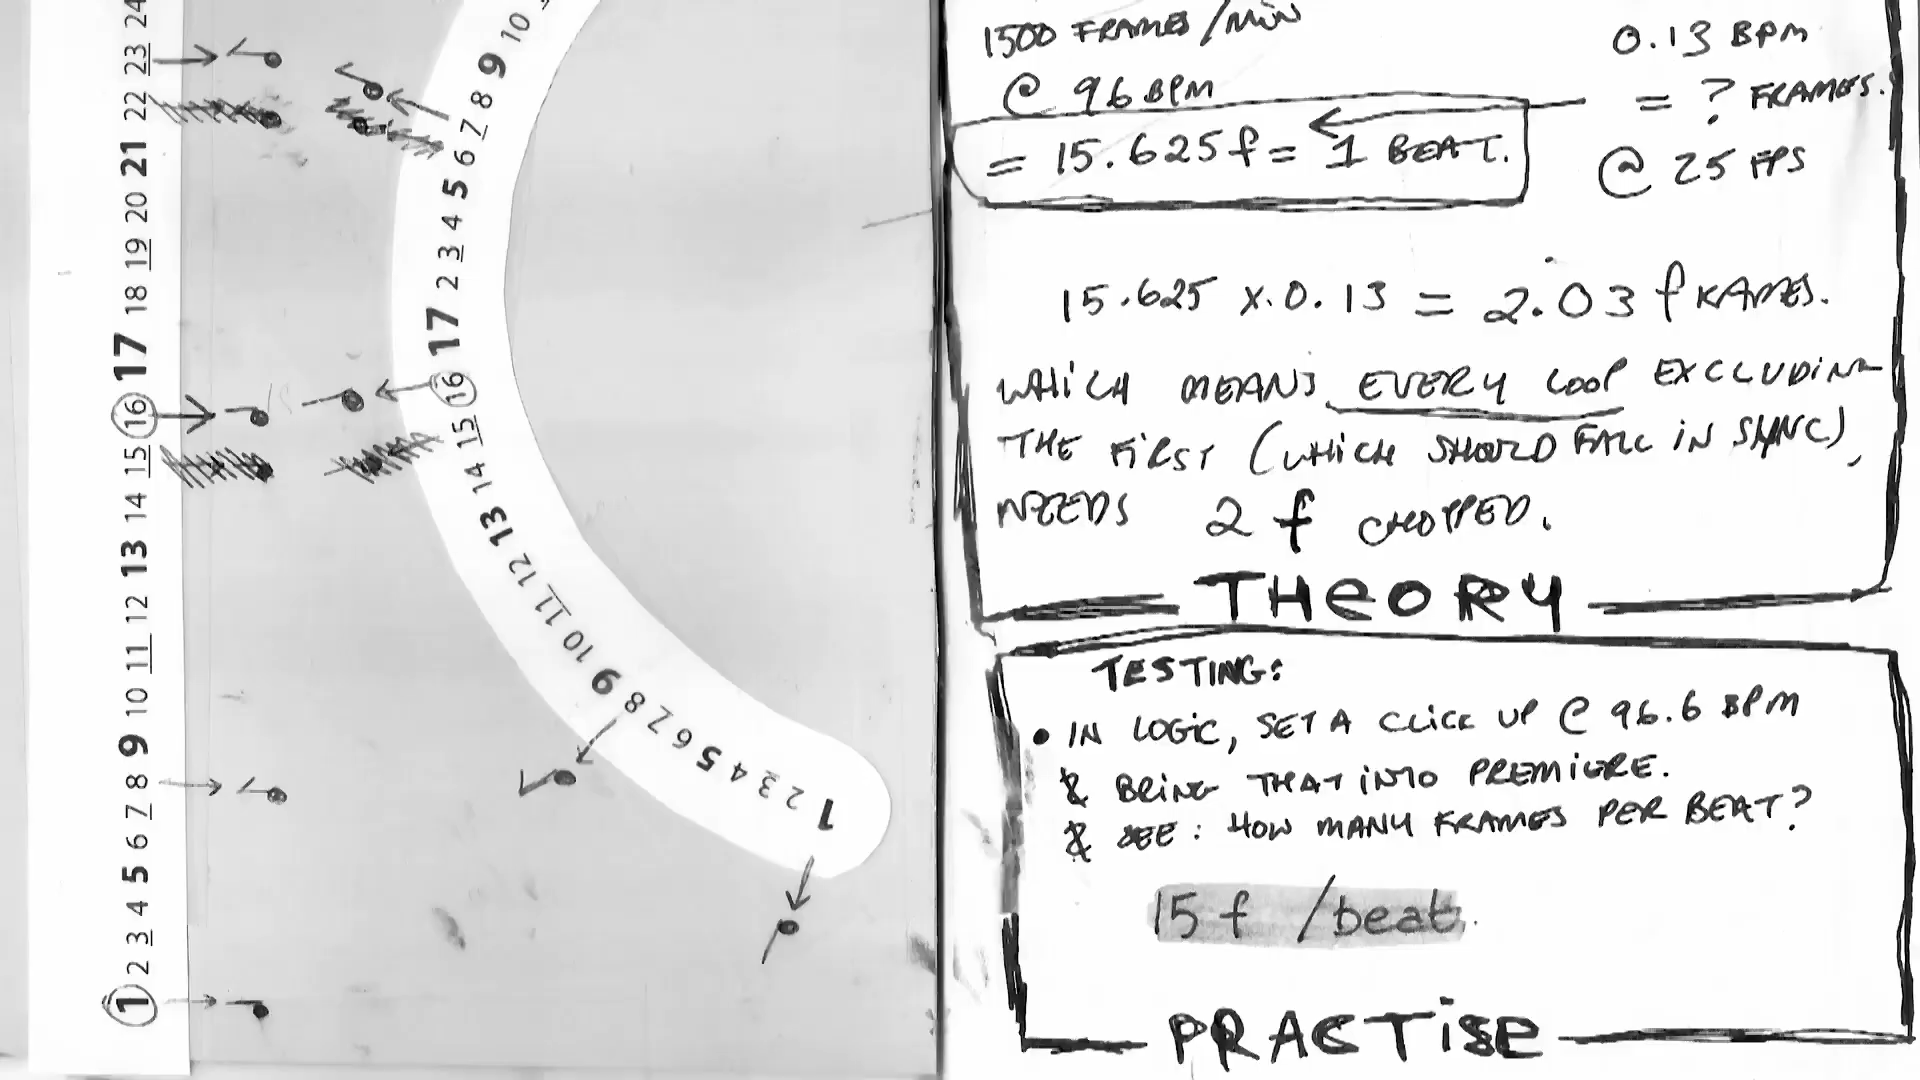 24
23
22
21
20
19
18
17
16
15
14
13
12
11
10
9
8
7
6
5
4
3
2
1
10
9
8
7
6
5
4
3
2
17
16
15
14
13
12
11
10
9
8
7
6
5
4
3
2
1
1500 FRAMES/MIN
@ 96 BPM
= 15.625f = 1 BEAT.
0.13 BPM
= ? FRAMES.
@ 25 FPS
15.625 x.0.13 = 2.03 fRAMES.
WHiCH MEANS EVERY LOOP EXCLUDING
THE FiRST (WHICH SHOULD FALL iN SYNC),
NEEDS 2 f CHOPPED.
THeORY
TESTING:
• IN LOGiC, SET A CLICK UP @ 96.6 BPM
& BRiNG THAT iNTO PREMIERE.
& SEE: HOW MANY FRAMES PER BEAT?
15 f /beat.
PRACTiSE